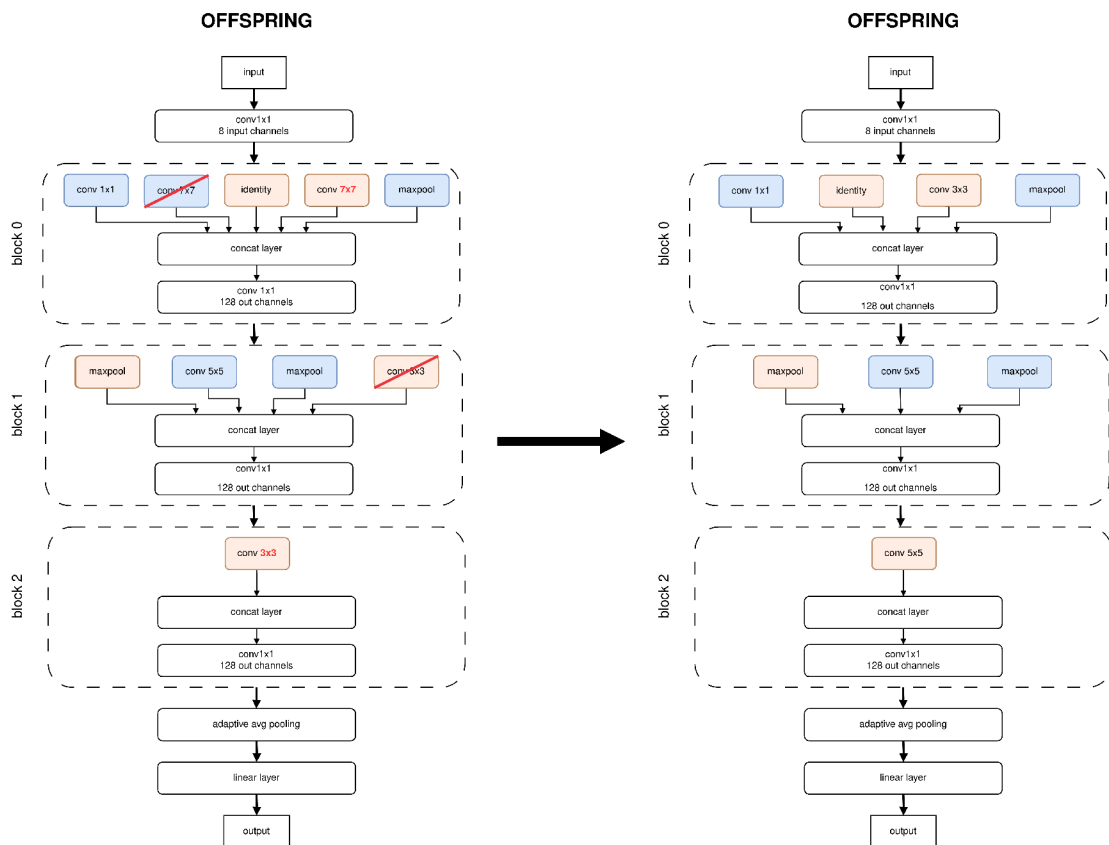 OFFSPRING
input
conv1x1
8 input channels
block 0
conv 1x1
conv 7x7
identity
conv 7x7
maxpool
concat layer
conv 1x1
128 out channels
block 1
maxpool
conv 5x5
maxpool
conv 3x3
concat layer
conv1x1
128 out channels
block 2
conv 3x3
concat layer
conv1x1
128 out channels
adaptive avg pooling
linear layer
output
OFFSPRING
input
conv1x1
8 input channels
block 0
conv 1x1
identity
conv 3x3
maxpool
concat layer
conv1x1
128 out channels
block 1
maxpool
conv 5x5
maxpool
concat layer
conv1x1
128 out channels
block 2
conv 5x5
concat layer
conv1x1
128 out channels
adaptive avg pooling
linear layer
output